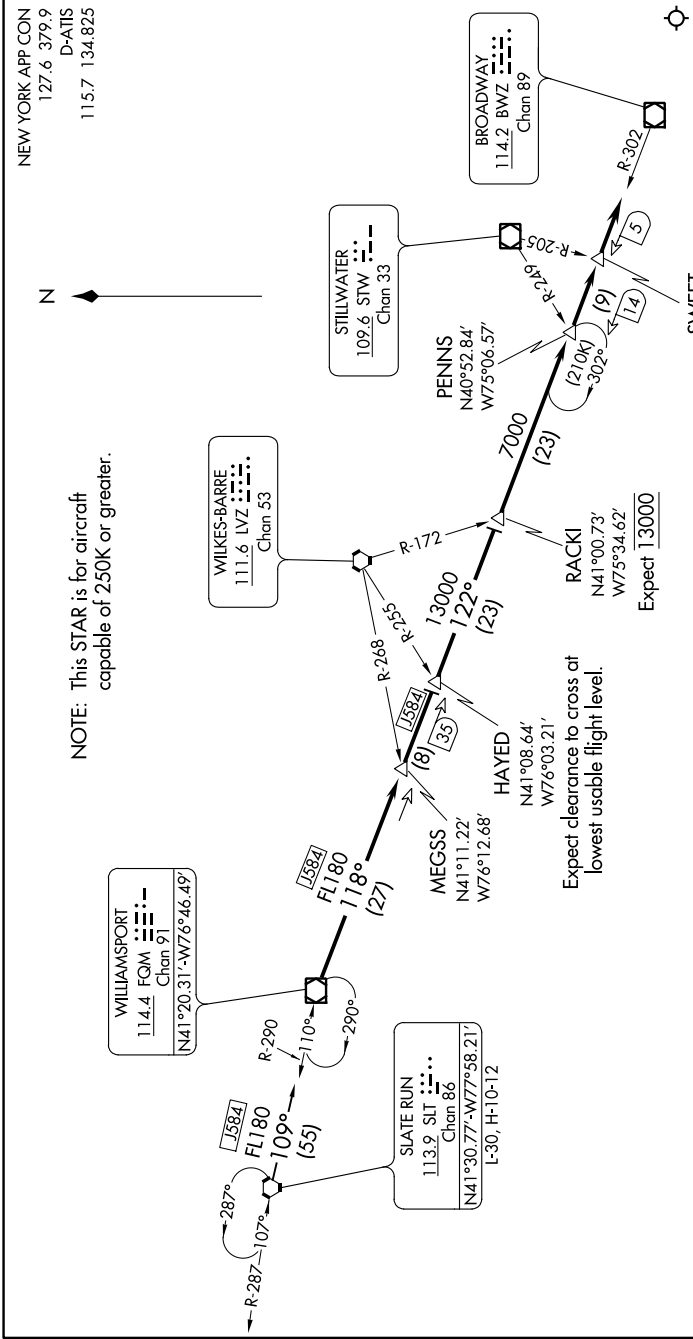 NEW YORK APP CON
127.6 379.9
D-ATIS
115.7 134.825
N
NOTE: This STAR is for aircraft
capable of 250K or greater.
BROADWAY
114.2 BWZ
Chan 89
R-302
STILLWATER
109.6 STW
Chan 33
R-205
R-249
5
(9)
14
PENNS
N40°52.84'
W75°06.57'
(210K)
302°
7000
(23)
WILKES-BARRE
111.6 LVZ
Chan 53
R-172
R-255
R-268
RACKI
N41°00.73'
W75°34.62'
Expect 13000
13000
122°
(23)
J584
(8)
35
HAYED
N41°08.64'
W76°03.21'
Expect clearance to cross at
lowest usable flight level.
MEGSS
N41°11.22'
W76°12.68'
J584
FL180
118°
(27)
WILLIAMSPORT
114.4 FQM
Chan 91
N41°20.31'-W76°46.49'
R-290
110°
290°
J584
FL180
109°
(55)
SLATE RUN
113.9 SLT
Chan 86
N41°30.77'-W77°58.21'
L-30, H-10-12
287°
107°
R-287